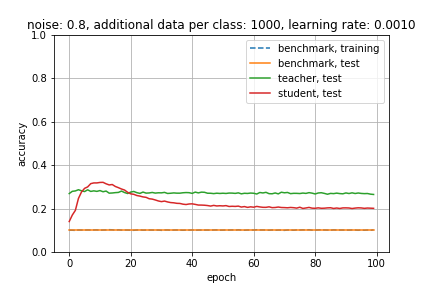 noise: 0.8, additional data per class: 1000, learning rate: 0.0010
accuracy
1.0
0.8
0.6
0.4
0.2
0.0
benchmark, training
benchmark, test
teacher, test
student, test
0 20 40 60 80 100
epoch